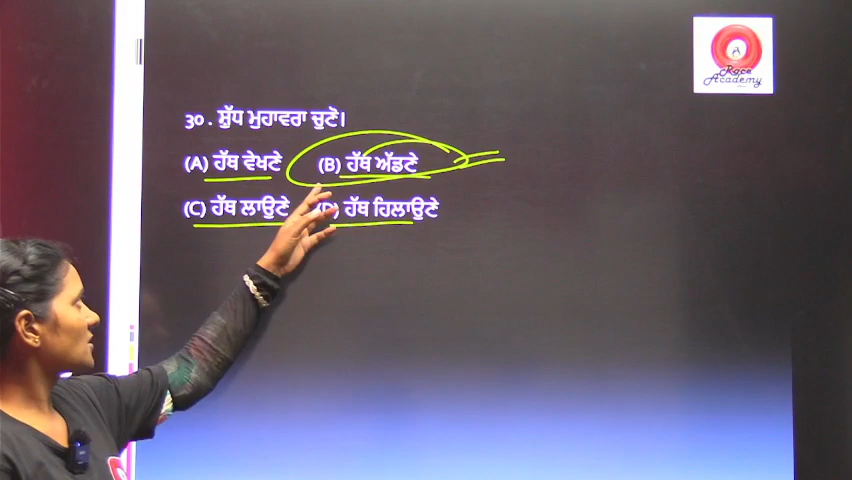 Race
Academy
30 . ਸ਼ੁੱਧ ਮੁਹਾਵਰਾ ਚੁਣੋ।
(A) ਹੱਥ ਵੇਖਣੇ (B) ਹੱਥ ਅੱਡਣੇ
(C) ਹੱਥ ਲਾਉਣੇ (D) ਹੱਥ ਹਿਲਾਉਣੇ